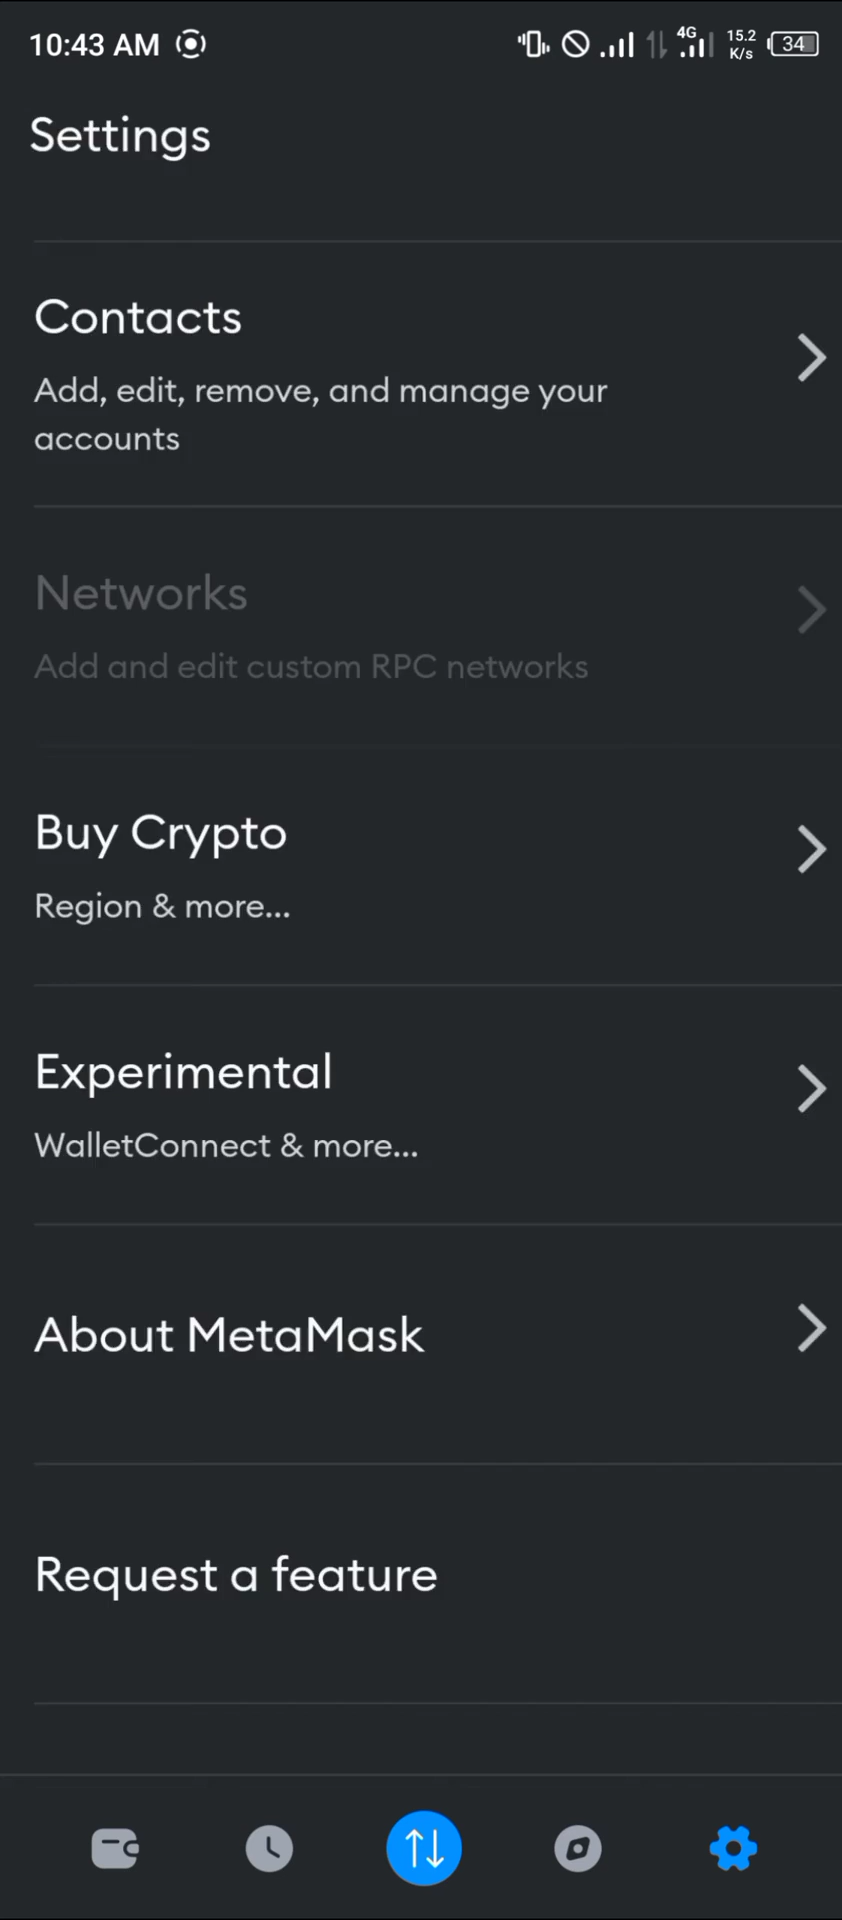 10:43 AM
4G
15.2
K/s
34
Settings
Contacts
Add, edit, remove, and manage your
accounts
Networks
Add and edit custom RPC networks
Buy Crypto
Region & more...
Experimental
WalletConnect & more...
About MetaMask
Request a feature